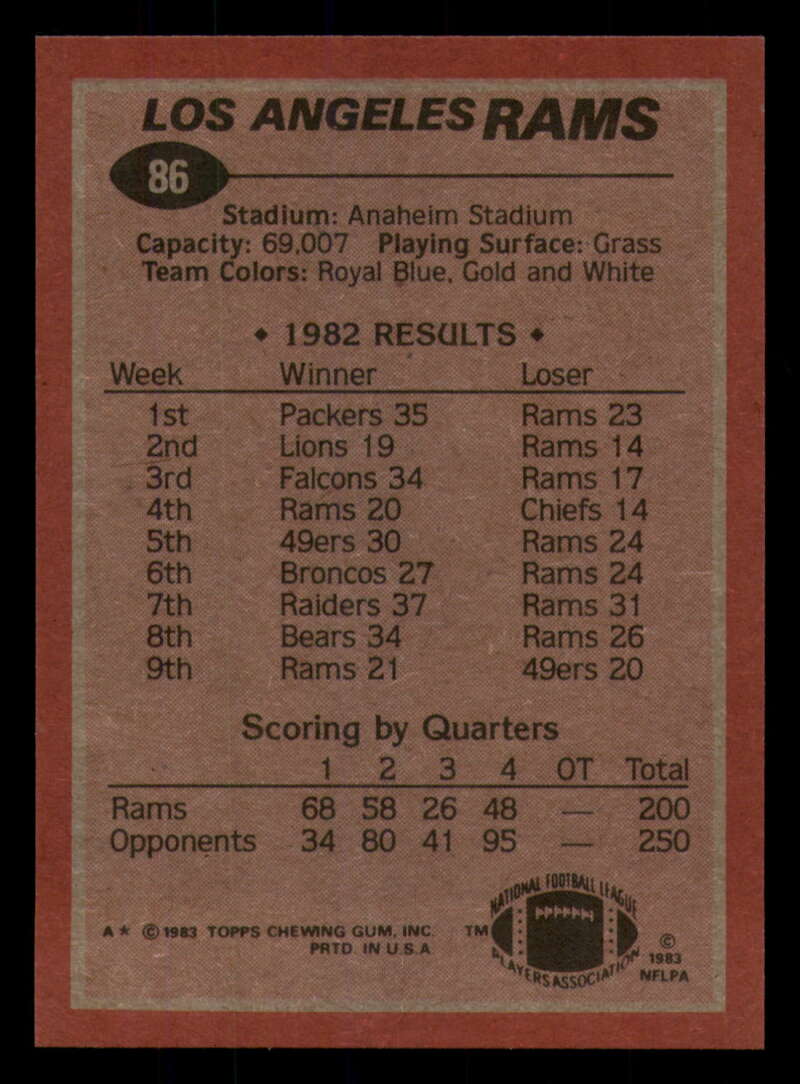 LOS ANGELES RAMS
86
Stadium: Anaheim Stadium
Capacity: 69,007 Playing Surface: Grass
Team Colors: Royal Blue, Gold and White
♦ 1982 RESULTS ♦
Week Winner Loser
1st Packers 35 Rams 23
2nd Lions 19 Rams 14
3rd Falcons 34 Rams 17
4th Rams 20 Chiefs 14
5th 49ers 30 Rams 24
6th Broncos 27 Rams 24
7th Raiders 37 Rams 31
8th Bears 34 Rams 26
9th Rams 21 49ers 20
Scoring by Quarters
1 2 3 4 OT Total
Rams 68 58 26 48 — 200
Opponents 34 80 41 95 — 250
A* © 1983 TOPPS CHEWING GUM, INC.
PRTD. IN U.S.A
TM
NATIONAL FOOTBALL LEAGUE
PLAYERS ASSOCIATION
©
1983
NFLPA